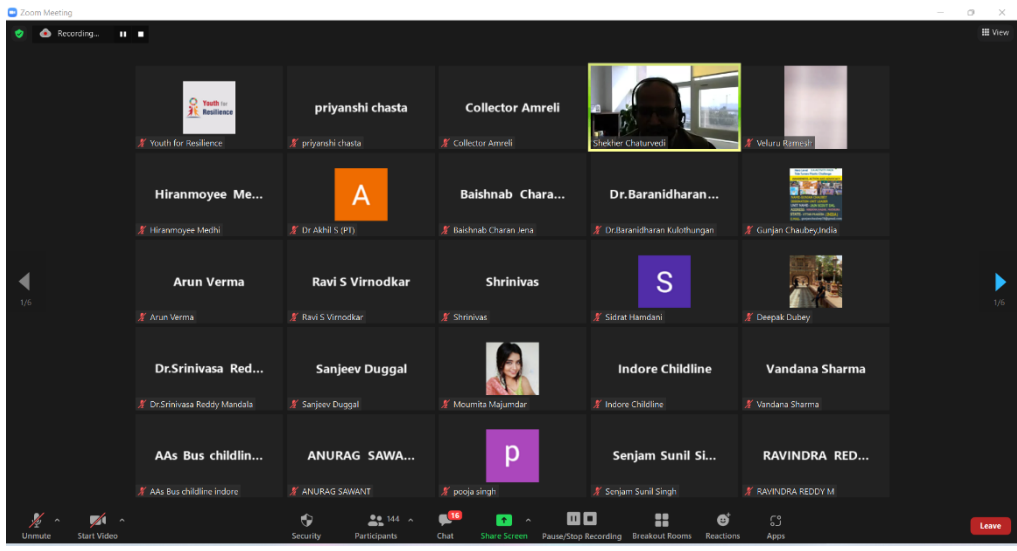 Zoom Meeting
Recording...
View
Youth for
Resilience
Youth for Resilience
priyanshi chasta
priyanshi chasta
Collector Amreli
Collector Amreli
Shekher Chaturvedi
Veluru Ramesh
Hiranmoyee Me...
Hiranmoyee Medhi
A
Dr Akhil S (PT)
Baishnab Chara...
Baishnab Charan Jena
Dr.Baranidharan...
Dr.Baranidharan Kulothungan
Gunjan Chaubey,India
1/6
Arun Verma
Arun Verma
Ravi S Virnodkar
Ravi S Virnodkar
Shrinivas
Shrinivas
S
Sidrat Hamdani
Deepak Dubey
1/6
Dr.Srinivasa Red...
Dr.Srinivasa Reddy Mandala
Sanjeev Duggal
Sanjeev Duggal
Moumita Majumdar
Indore Childline
Indore Childline
Vandana Sharma
Vandana Sharma
AAs Bus childlin...
AAs Bus childline indore
ANURAG SAWA...
ANURAG SAWANT
p
pooja singh
Senjam Sunil Si...
Senjam Sunil Singh
RAVINDRA RED...
RAVINDRA REDDY M
Unmute
Start Video
Security
144
Participants
16
Chat
Share Screen
Pause/Stop Recording
Breakout Rooms
Reactions
Apps
Leave